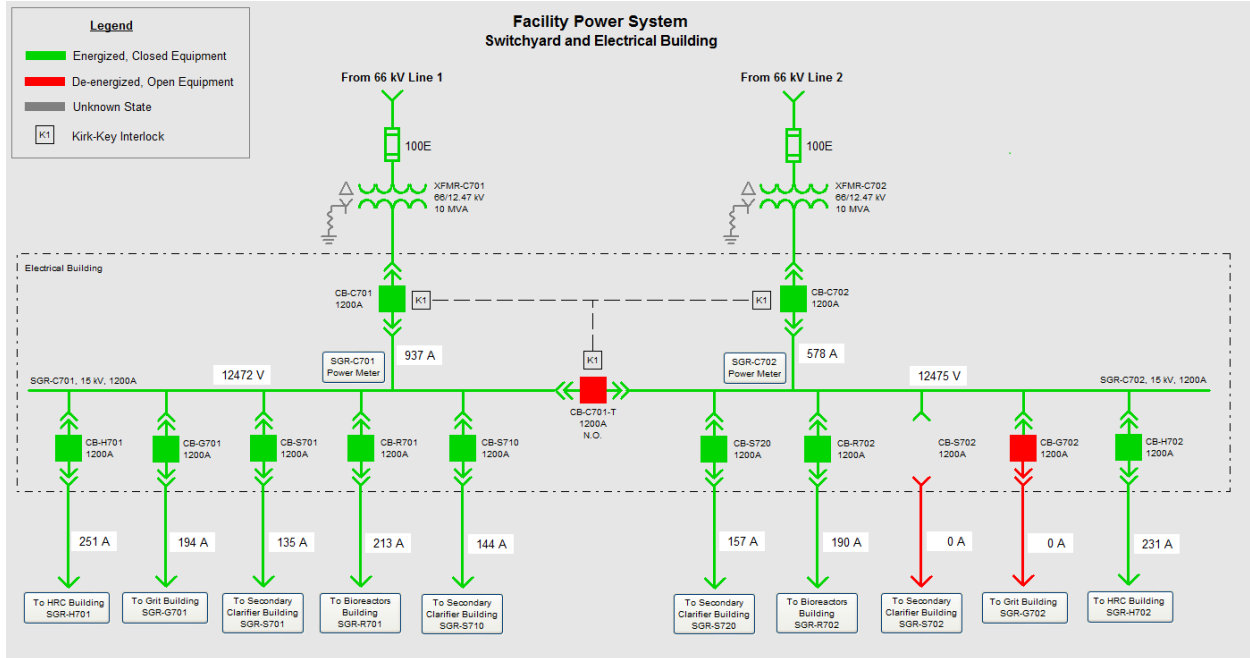 Facility Power System
Switchyard and Electrical Building
Legend
Energized, Closed Equipment
De-energized, Open Equipment
Unknown State
K1
Kirk-Key Interlock
From 66 kV Line 1
100E
XFMR-C701
66/12.47 kV
10 MVA
From 66 kV Line 2
100E
XFMR-C702
66/12.47 kV
10 MVA
Electrical Building
CB-C701
1200A
K1
K1
CB-C702
1200A
SGR-C701
Power Meter
937 A
K1
SGR-C702
Power Meter
578 A
SGR-C701, 15 kV, 1200A
12472 V
CB-C701-T
1200A
N.O.
12475 V
SGR-C702, 15 kV, 1200A
CB-H701
1200A
CB-G701
1200A
CB-S701
1200A
CB-R701
1200A
CB-S710
1200A
CB-S720
1200A
CB-R702
1200A
CB-S702
1200A
CB-G702
1200A
CB-H702
1200A
251 A
194 A
135 A
213 A
144 A
157 A
190 A
0 A
0 A
231 A
To HRC Building
SGR-H701
To Grit Building
SGR-G701
To Secondary
Clarifier Building
SGR-S701
To Bioreactors
Building
SGR-R701
To Secondary
Clarifier Building
SGR-S710
To Secondary
Clarifier Building
SGR-S720
To Bioreactors
Building
SGR-R702
To Secondary
Clarifier Building
SGR-S702
To Grit Building
SGR-G702
To HRC Building
SGR-H702